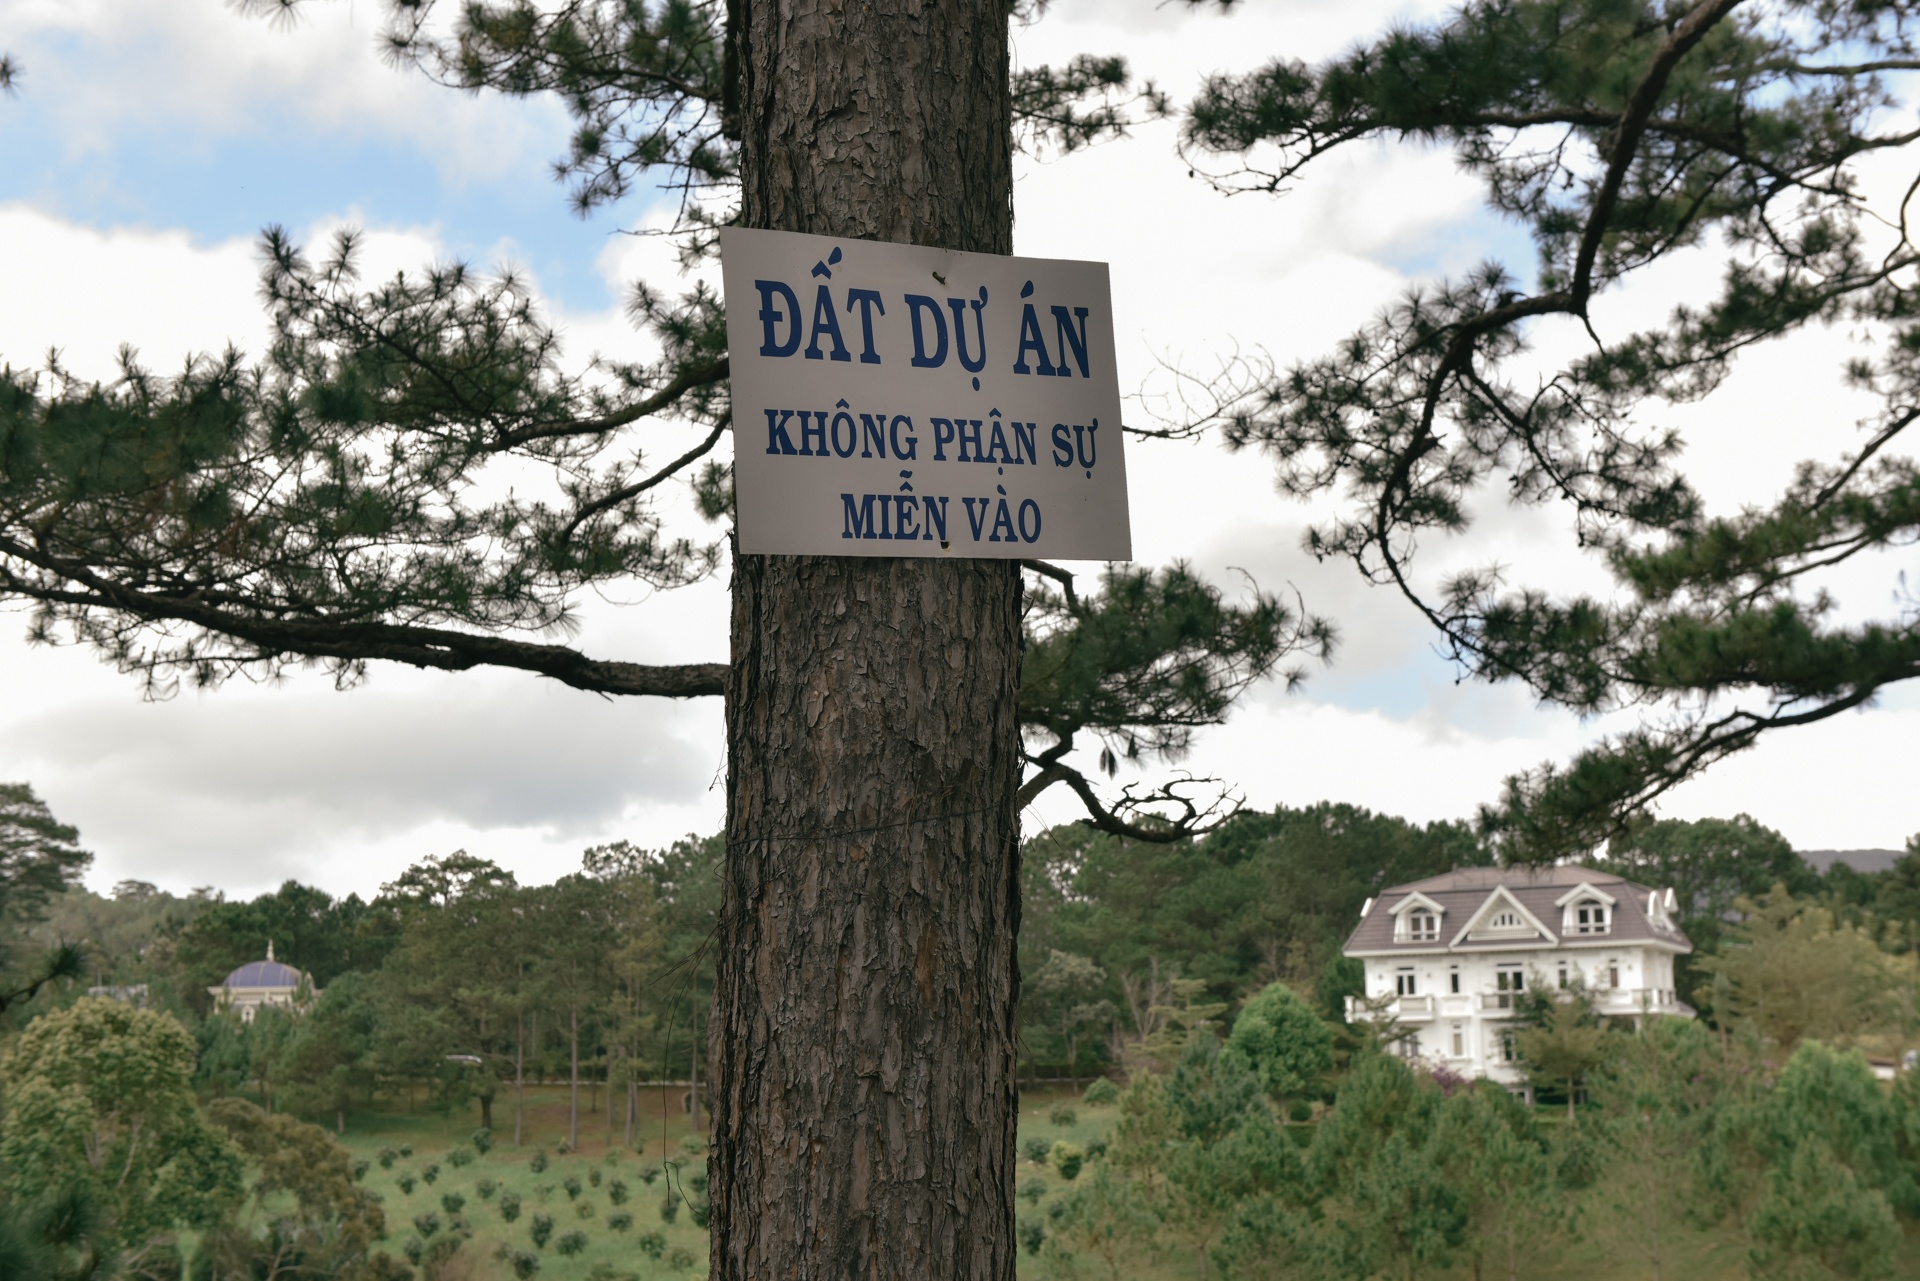 ĐẤT DỰ ÁN
KHÔNG PHẬN SỰ
MIỄN VÀO